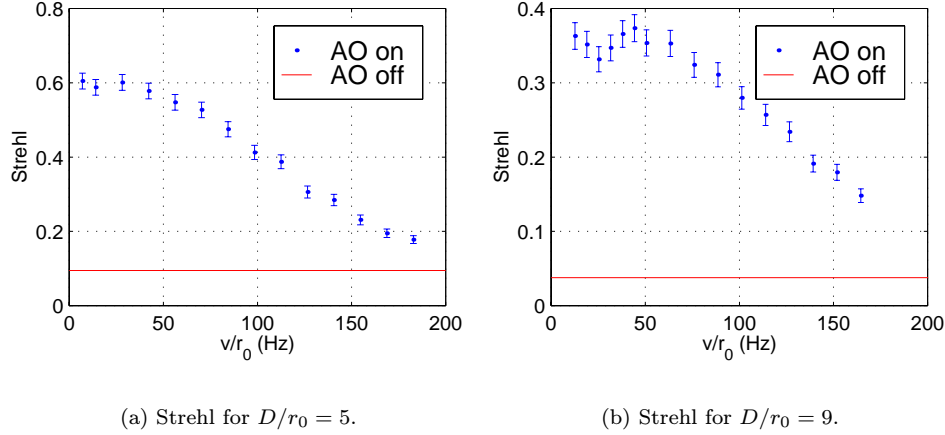 0.8
0.6
0.4
0.2
0
Strehl
0 50 100 150 200
v/r0 (Hz)
AO on
AO off
(a) Strehl for D/r0 = 5.
0.4
0.3
0.2
0.1
0
Strehl
0 50 100 150 200
v/r0 (Hz)
AO on
AO off
(b) Strehl for D/r0 = 9.